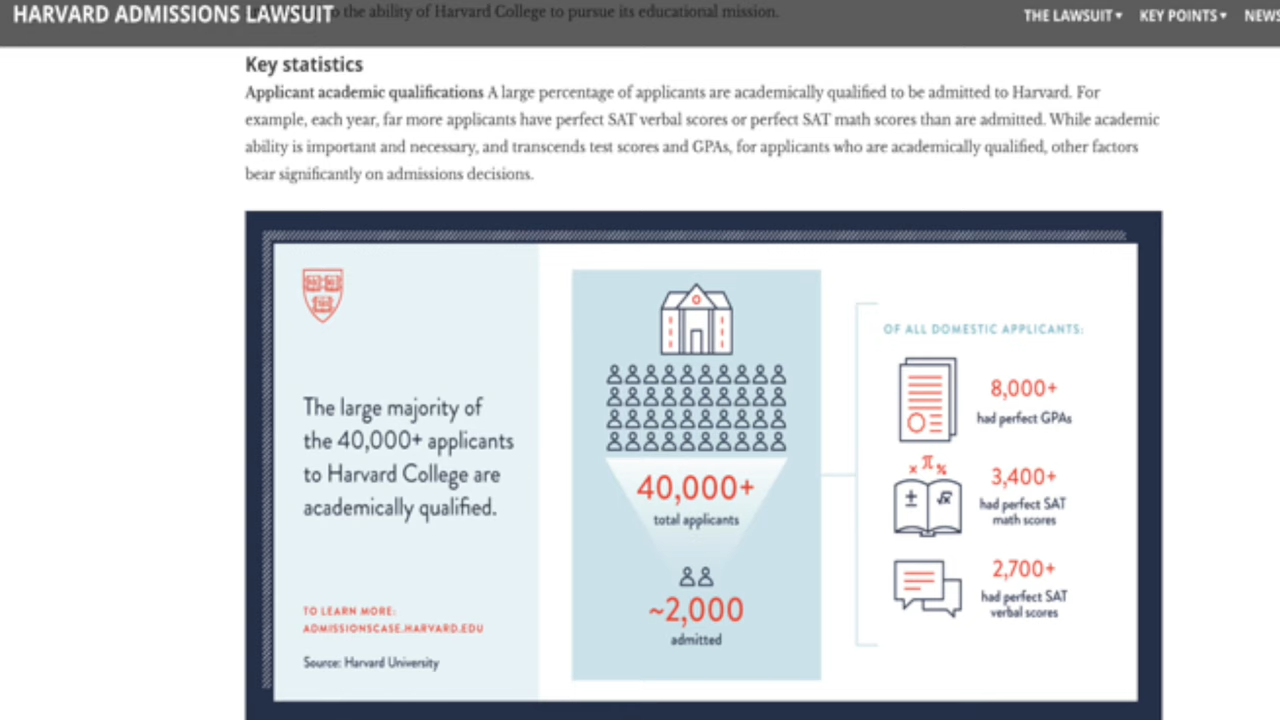 HARVARD ADMISSIONS LAWSUIT
to the ability of Harvard College to pursue its educational mission.
THE LAWSUIT▾ KEY POINTS▾ NEWS
Key statistics
Applicant academic qualifications A large percentage of applicants are academically qualified to be admitted to Harvard. For
example, each year, far more applicants have perfect SAT verbal scores or perfect SAT math scores than are admitted. While academic
ability is important and necessary, and transcends test scores and GPAs, for applicants who are academically qualified, other factors
bear significantly on admissions decisions.
The large majority of
the 40,000+ applicants
to Harvard College are
academically qualified.
TO LEARN MORE:
ADMISSIONSCASE.HARVARD.EDU
Source: Harvard University
40,000+
total applicants
~2,000
admitted
OF ALL DOMESTIC APPLICANTS:
8,000+
had perfect GPAs
3,400+
had perfect SAT
math scores
2,700+
had perfect SAT
verbal scores